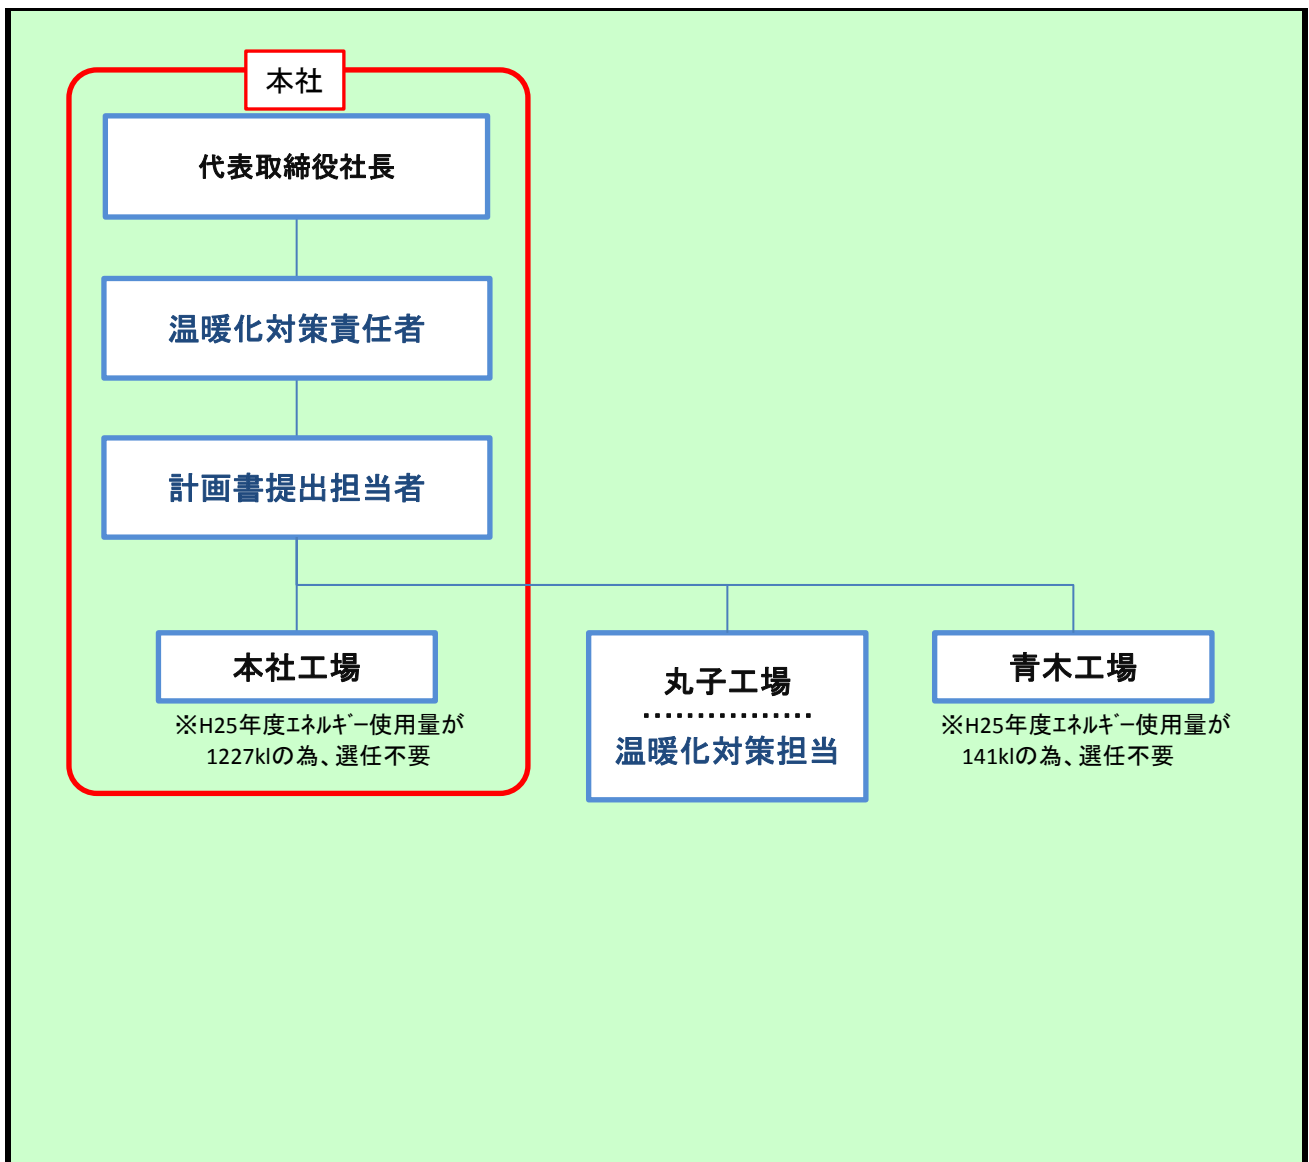 本社
代表取締役社長
温暖化対策責任者
計画書提出担当者
本社工場
※H25年度ｴﾈﾙｷﾞｰ使用量が
1227klの為、選任不要
丸子工場
温暖化対策担当
青木工場
※H25年度ｴﾈﾙｷﾞｰ使用量が
141klの為、選任不要